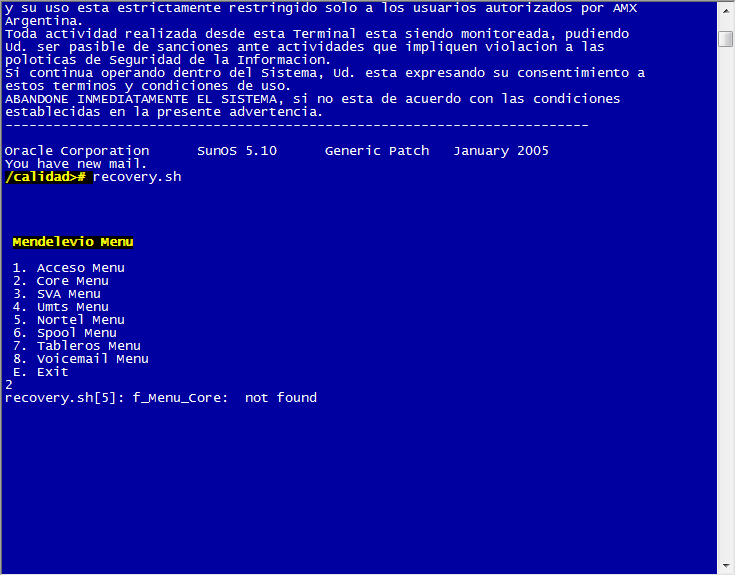 y su uso esta estrictamente restringido solo a los usuarios autorizados por AMX
Argentina.
Toda actividad realizada desde esta Terminal esta siendo monitoreada, pudiendo
Ud. ser pasible de sanciones ante actividades que impliquen violacion a las
poloticas de Seguridad de la Informacion.
Si continua operando dentro del Sistema, Ud. esta expresando su consentimiento a
estos terminos y condiciones de uso.
ABANDONE INMEDIATAMENTE EL SISTEMA, si no esta de acuerdo con las condiciones
establecidas en la presente advertencia.
-------------------------------------------------------------------------
Oracle Corporation      SunOS 5.10      Generic Patch   January 2005
You have new mail.
/calidad># recovery.sh
Mendelevio Menu
1. Acceso Menu
2. Core Menu
3. SVA Menu
4. Umts Menu
5. Nortel Menu
6. Spool Menu
7. Tableros Menu
8. Voicemail Menu
E. Exit
2
recovery.sh[5]: f_Menu_Core:  not found